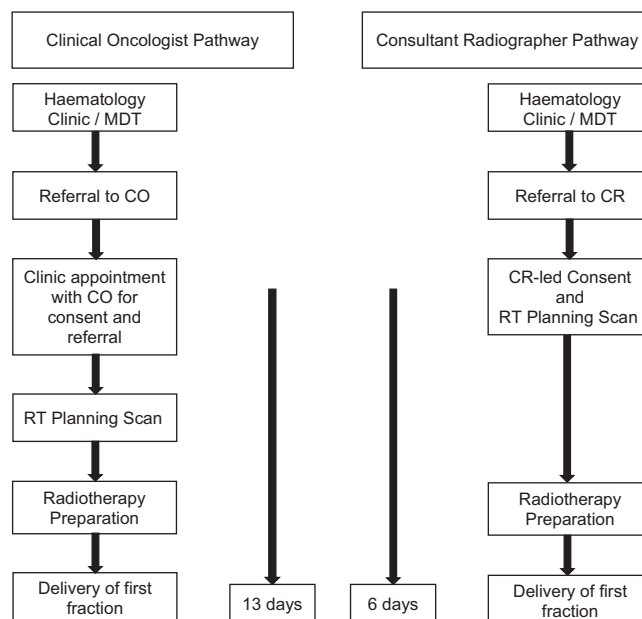 Clinical Oncologist Pathway
Consultant Radiographer Pathway
Haematology
Clinic / MDT
Referral to CO
Clinic appointment
with CO for
consent and
referral
RT Planning Scan
Radiotherapy
Preparation
Delivery of first
fraction
13 days
6 days
Haematology
Clinic / MDT
Referral to CR
CR-led Consent
and
RT Planning Scan
Radiotherapy
Preparation
Delivery of first
fraction